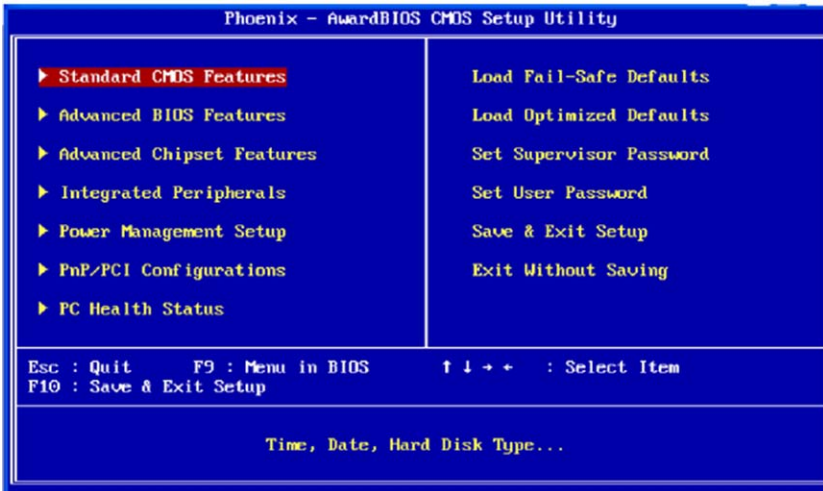 Phoenix - AwardBIOS CMOS Setup Utility
▶ Standard CMOS Features
▶ Advanced BIOS Features
▶ Advanced Chipset Features
▶ Integrated Peripherals
▶ Power Management Setup
▶ PnP/PCI Configurations
▶ PC Health Status
Load Fail-Safe Defaults
Load Optimized Defaults
Set Supervisor Password
Set User Password
Save & Exit Setup
Exit Without Saving
Esc : Quit F9 : Menu in BIOS ↑ ↓ → ← : Select Item
F10 : Save & Exit Setup
Time, Date, Hard Disk Type...